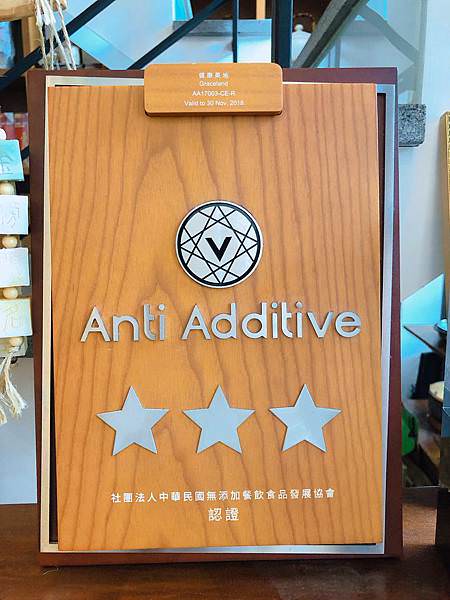 健康美地
Graceland
AA17003-CE-R
Valid to 30 Nov, 2018
V
Anti Additive
社團法人中華民國無添加餐飲食品發展協會
認證